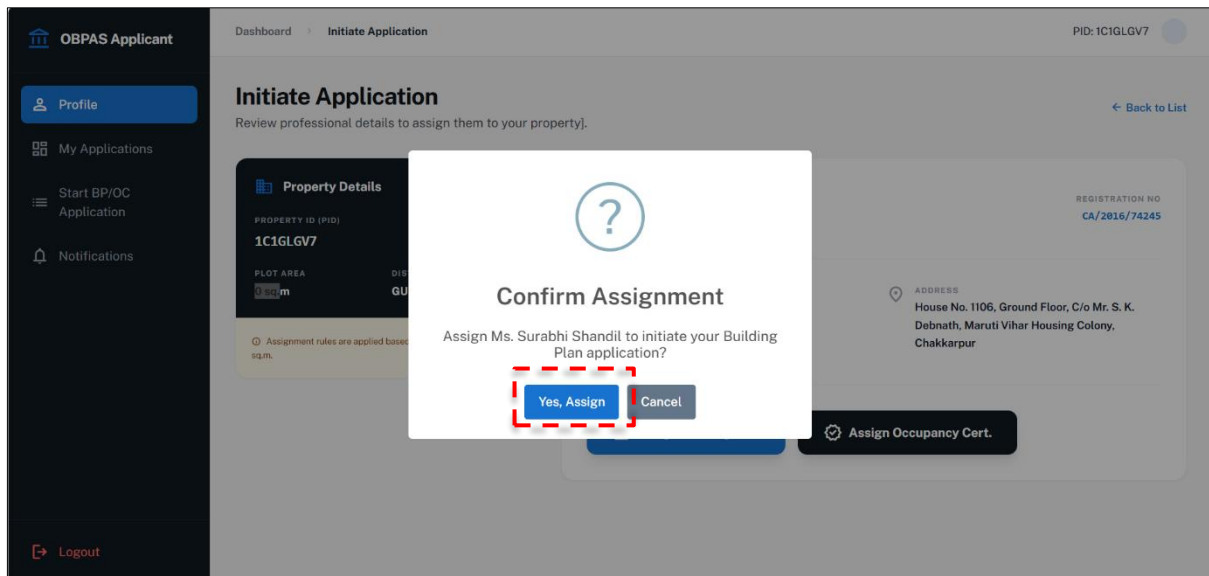 OBPAS Applicant
Dashboard > Initiate Application
PID: 1C1GLGV7
Profile
My Applications
Start BP/OC
Application
Notifications
Logout
Initiate Application
Review professional details to assign them to your property].
← Back to List
Property Details
PROPERTY ID (PID)
1C1GLGV7
PLOT AREA
0 sq.m
GU
Assignment rules are applied based
sq.m.
?
Confirm Assignment
Assign Ms. Surabhi Shandil to initiate your Building
Plan application?
Yes, Assign
Cancel
REGISTRATION NO
CA/2016/74245
ADDRESS
House No. 1106, Ground Floor, C/o Mr. S. K.
Debnath, Maruti Vihar Housing Colony,
Chakkarpur
Assign Occupancy Cert.